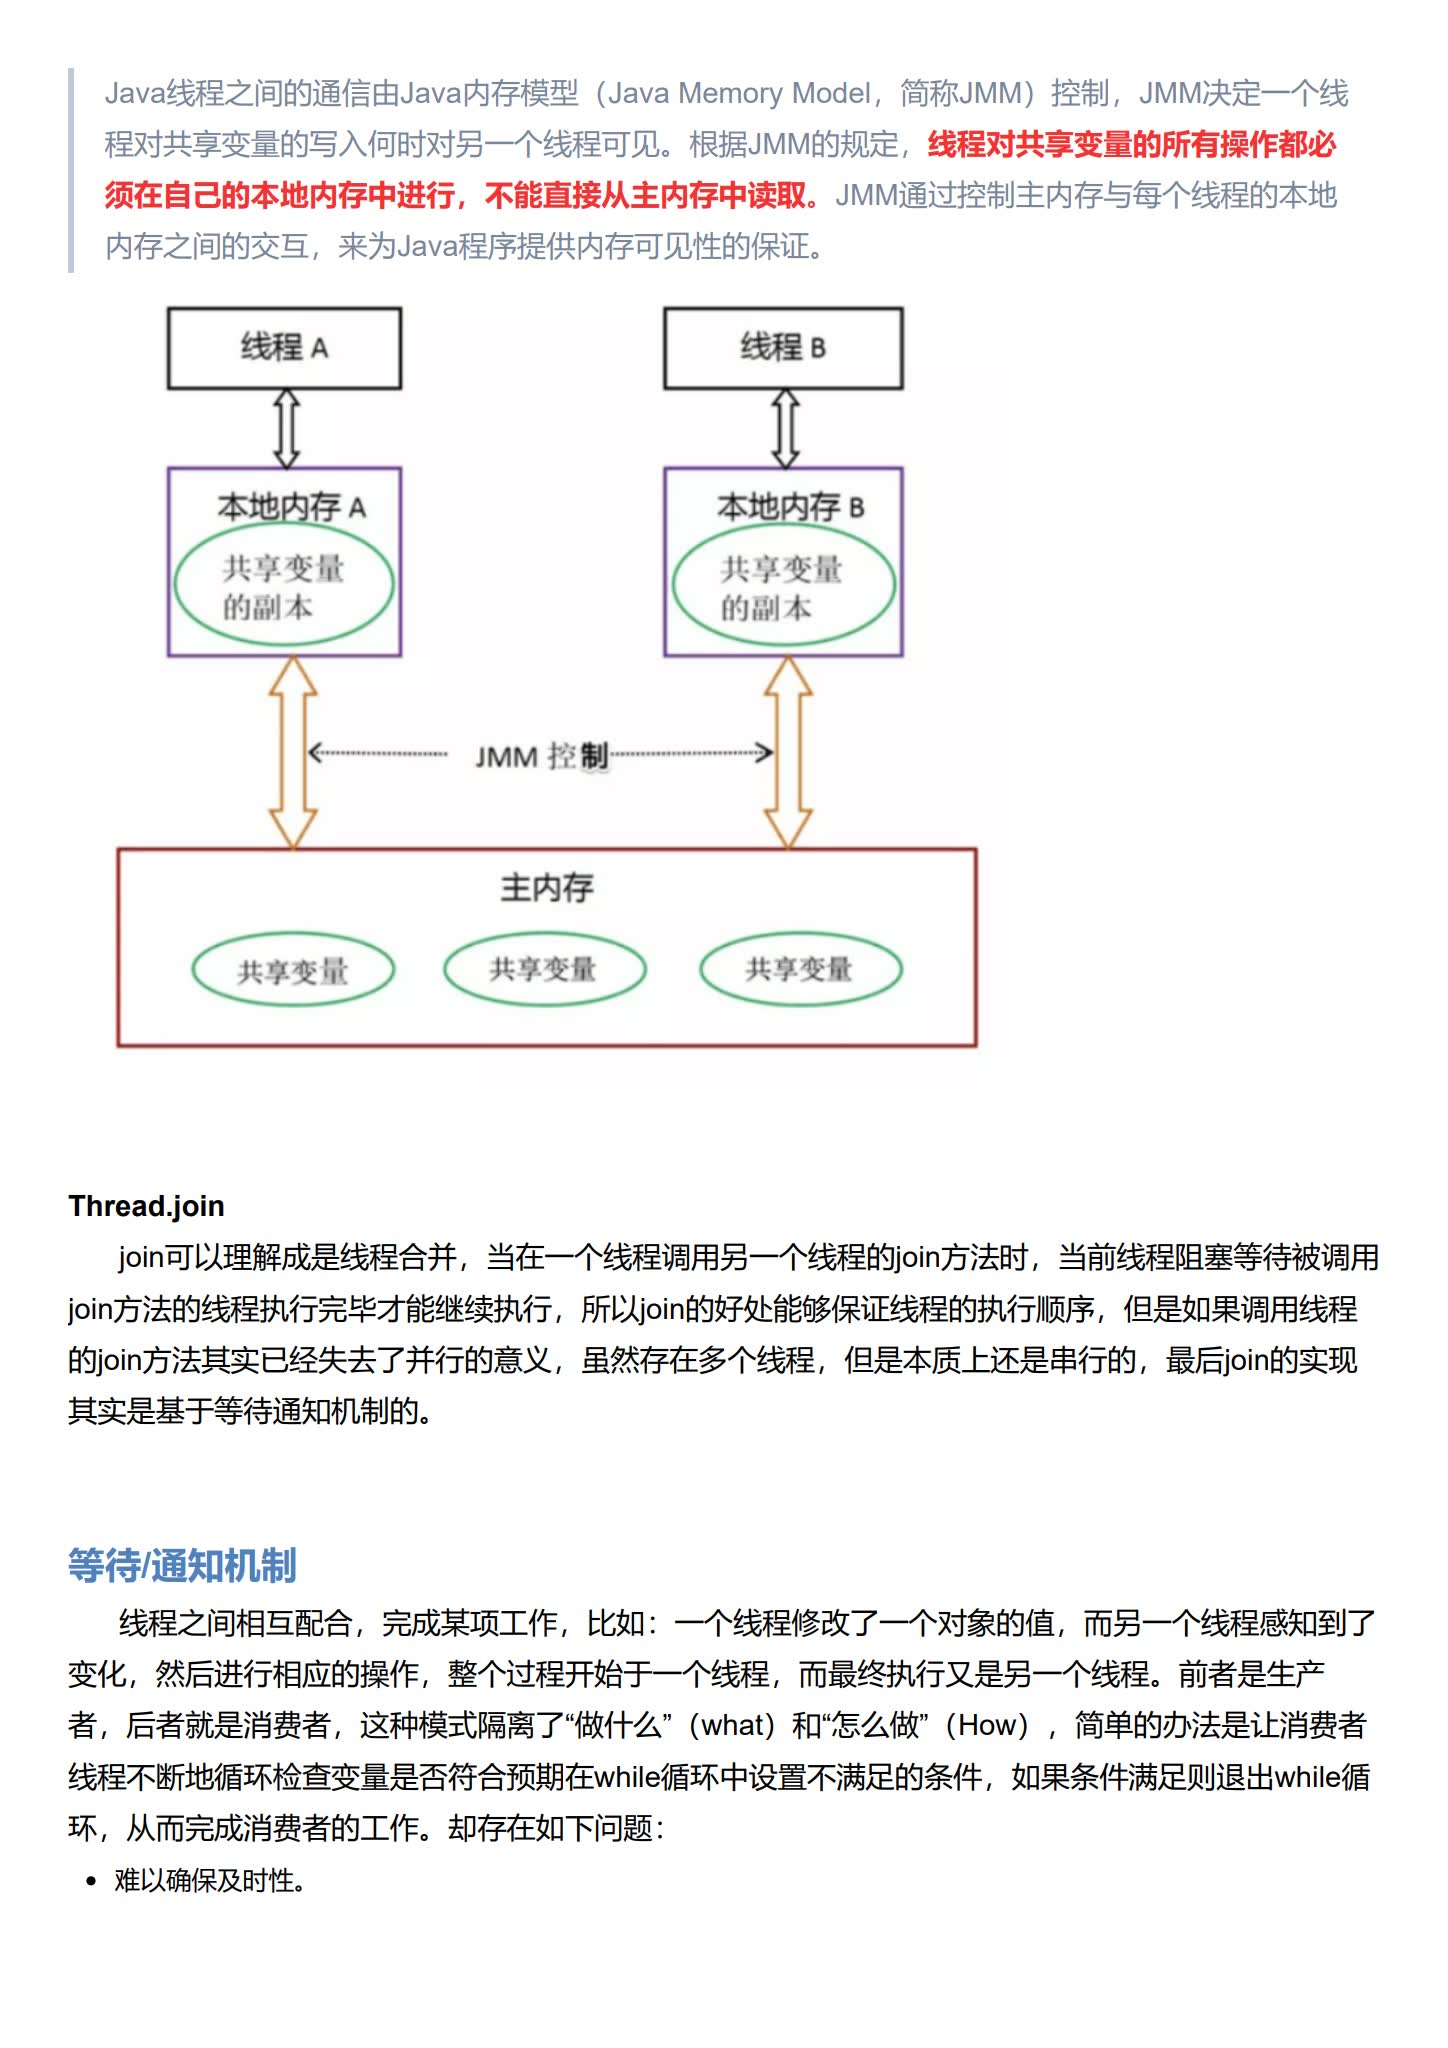 Java线程之间的通信由Java内存模型（Java Memory Model，简称JMM）控制，JMM决定一个线
程对共享变量的写入何时对另一个线程可见。根据JMM的规定，线程对共享变量的所有操作都必
须在自己的本地内存中进行，不能直接从主内存中读取。JMM通过控制主内存与每个线程的本地
内存之间的交互，来为Java程序提供内存可见性的保证。
线程 A
线程 B
本地内存 A
本地内存 B
共享变量
的副本
共享变量
的副本
JMM 控制
主内存
共享变量
共享变量
共享变量
Thread.join
join可以理解成是线程合并，当在一个线程调用另一个线程的join方法时，当前线程阻塞等待被调用
join方法的线程执行完毕才能继续执行，所以join的好处能够保证线程的执行顺序，但是如果调用线程
的join方法其实已经失去了并行的意义，虽然存在多个线程，但是本质上还是串行的，最后join的实现
其实是基于等待通知机制的。
等待/通知机制
线程之间相互配合，完成某项工作，比如：一个线程修改了一个对象的值，而另一个线程感知到了
变化，然后进行相应的操作，整个过程开始于一个线程，而最终执行又是另一个线程。前者是生产
者，后者就是消费者，这种模式隔离了“做什么”（what）和“怎么做”（How），简单的办法是让消费者
线程不断地循环检查变量是否符合预期在while循环中设置不满足的条件，如果条件满足则退出while循
环，从而完成消费者的工作。却存在如下问题：
• 难以确保及时性。